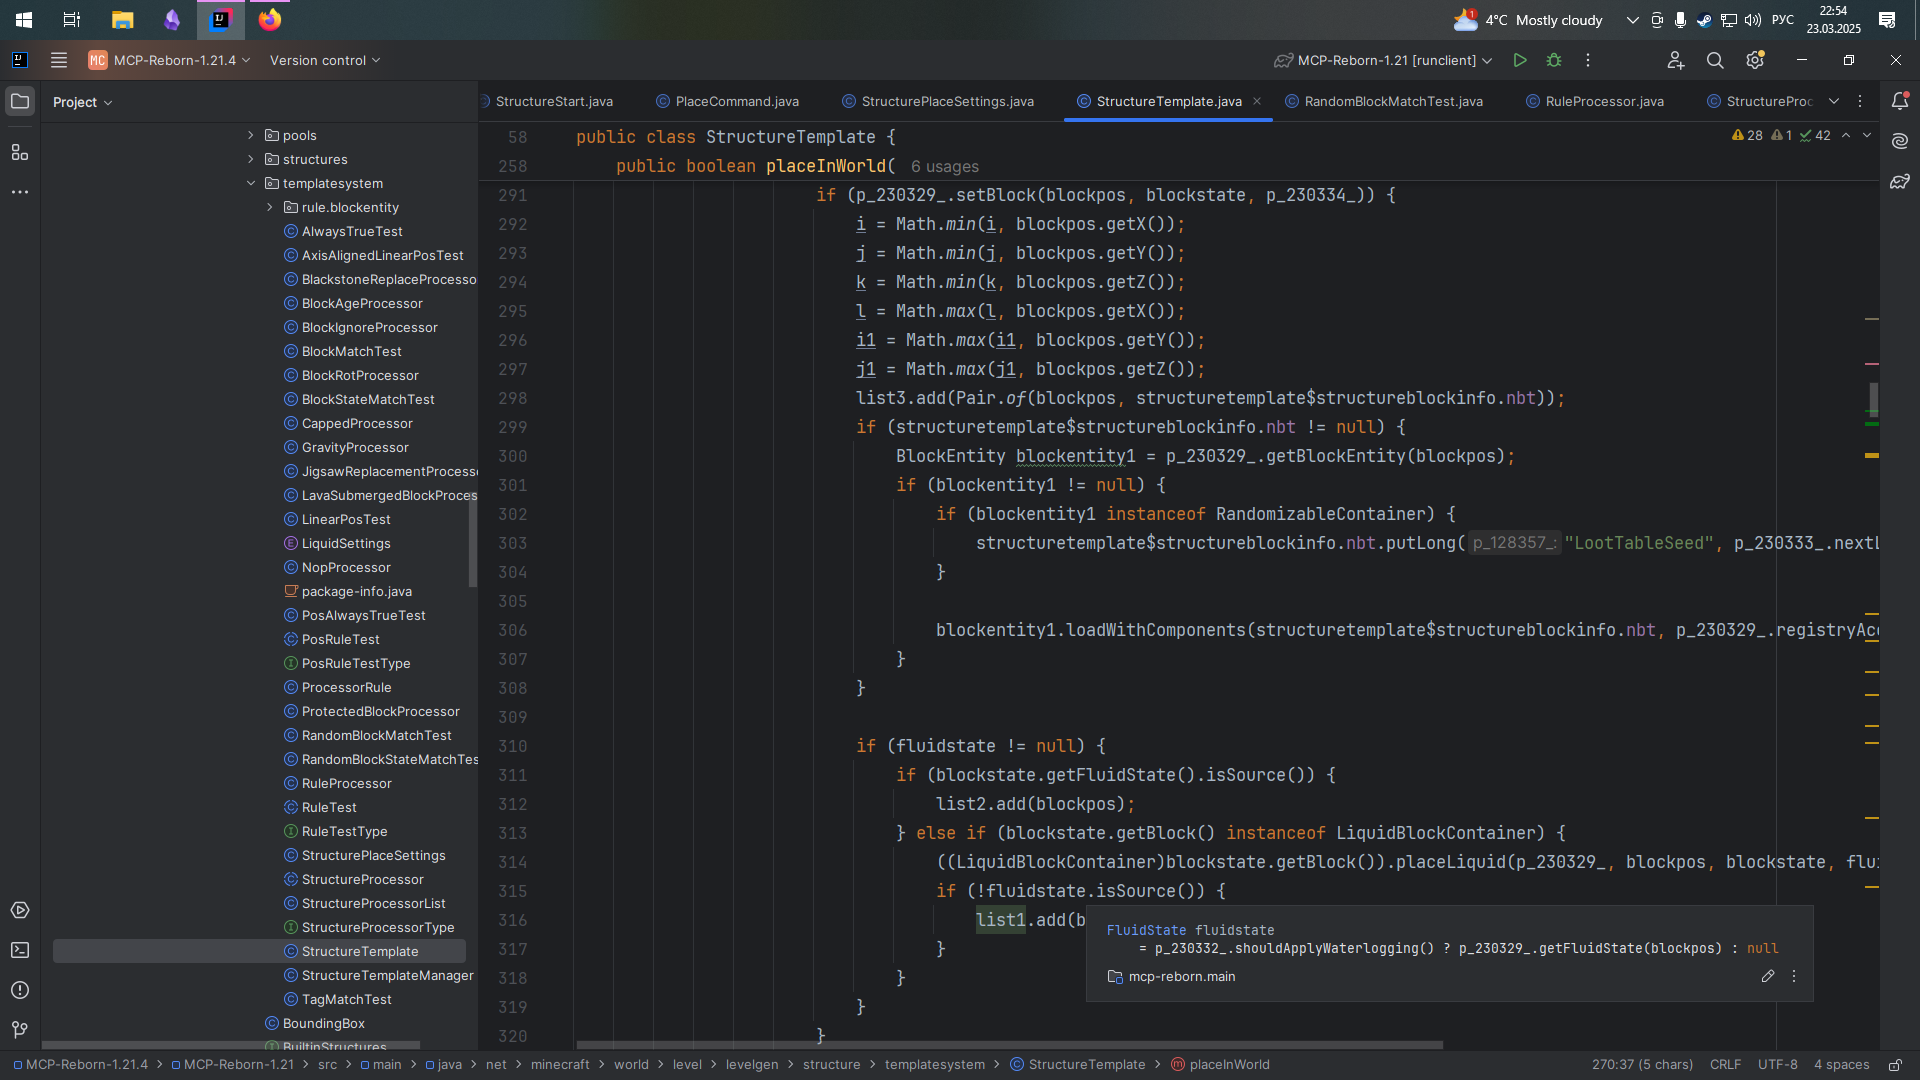 1
4°C Mostly cloudy
РУС
22:54
23.03.2025
MC
MCP-Reborn-1.21.4
Version control
MCP-Reborn-1.21 [runclient]
Project
StructureStart.java
PlaceCommand.java
StructurePlaceSettings.java
StructureTemplate.java
RandomBlockMatchTest.java
RuleProcessor.java
StructureProc
pools
structures
templatesystem
rule.blockentity
AlwaysTrueTest
AxisAlignedLinearPosTest
BlackstoneReplaceProcesso
BlockAgeProcessor
BlockIgnoreProcessor
BlockMatchTest
BlockRotProcessor
BlockStateMatchTest
CappedProcessor
GravityProcessor
JigsawReplacementProcesso
LavaSubmergedBlockProces
LinearPosTest
LiquidSettings
NopProcessor
package-info.java
PosAlwaysTrueTest
PosRuleTest
PosRuleTestType
ProcessorRule
ProtectedBlockProcessor
RandomBlockMatchTest
RandomBlockStateMatchTes
RuleProcessor
RuleTest
RuleTestType
StructurePlaceSettings
StructureProcessor
StructureProcessorList
StructureProcessorType
StructureTemplate
StructureTemplateManager
TagMatchTest
BoundingBox
BuiltinStructures
28 1 42
58 public class StructureTemplate {
258 public boolean placeInWorld( 6 usages
291 if (p_230329_.setBlock(blockpos, blockstate, p_230334_)) {
292 i = Math.min(i, blockpos.getX());
293 j = Math.min(j, blockpos.getY());
294 k = Math.min(k, blockpos.getZ());
295 l = Math.max(l, blockpos.getX());
296 i1 = Math.max(i1, blockpos.getY());
297 j1 = Math.max(j1, blockpos.getZ());
298 list3.add(Pair.of(blockpos, structuretemplate$structureblockinfo.nbt));
299 if (structuretemplate$structureblockinfo.nbt != null) {
300 BlockEntity blockentity1 = p_230329_.getBlockEntity(blockpos);
301 if (blockentity1 != null) {
302 if (blockentity1 instanceof RandomizableContainer) {
303 structuretemplate$structureblockinfo.nbt.putLong( p_128357_: "LootTableSeed", p_230333_.nextL
304 }
305
306 blockentity1.loadWithComponents(structuretemplate$structureblockinfo.nbt, p_230329_.registryAcc
307 }
308 }
309
310 if (fluidstate != null) {
311 if (blockstate.getFluidState().isSource()) {
312 list2.add(blockpos);
313 } else if (blockstate.getBlock() instanceof LiquidBlockContainer) {
314 ((LiquidBlockContainer)blockstate.getBlock()).placeLiquid(p_230329_, blockpos, blockstate, flui
315 if (!fluidstate.isSource()) {
316 list1.add(b
317 }
318 }
319 }
320 }
FluidState fluidstate
= p_230332_.shouldApplyWaterlogging() ? p_230329_.getFluidState(blockpos) : null
mcp-reborn.main
MCP-Reborn-1.21.4 > MCP-Reborn-1.21 > src > main > java > net > minecraft > world > level > levelgen > structure > templatesystem > StructureTemplate > placeInWorld
270:37 (5 chars) CRLF UTF-8 4 spaces